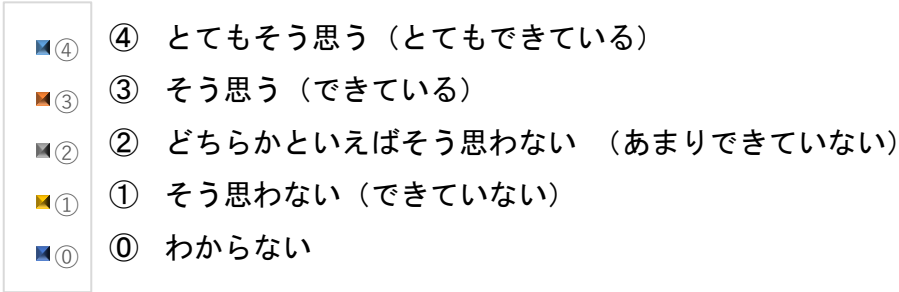 ④ ④ とてもそう思う（とてもできている）
③ ③ そう思う（できている）
② ② どちらかといえばそう思わない （あまりできていない）
① ① そう思わない（できていない）
⓪ ⓪ わからない